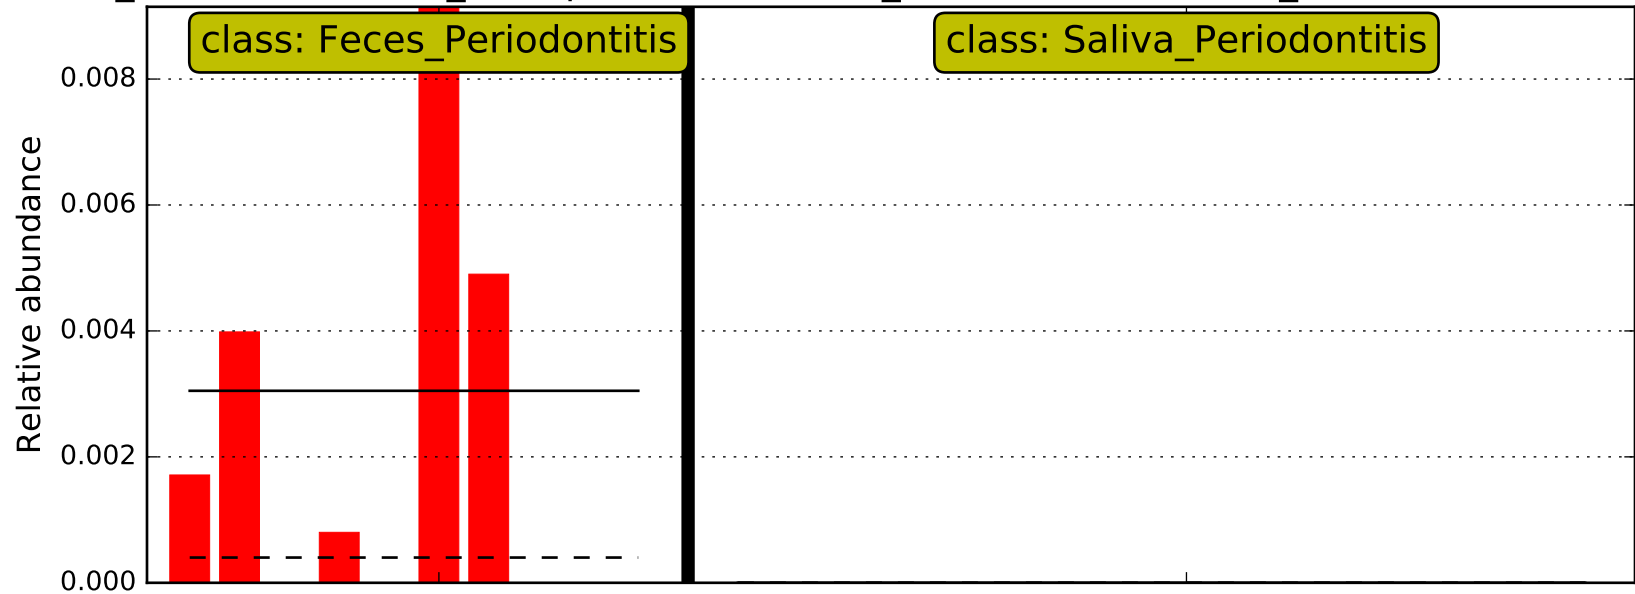 class: Feces_Periodontitis
class: Saliva_Periodontitis
0.008
0.006
0.004
0.002
0.000
Relative abundance